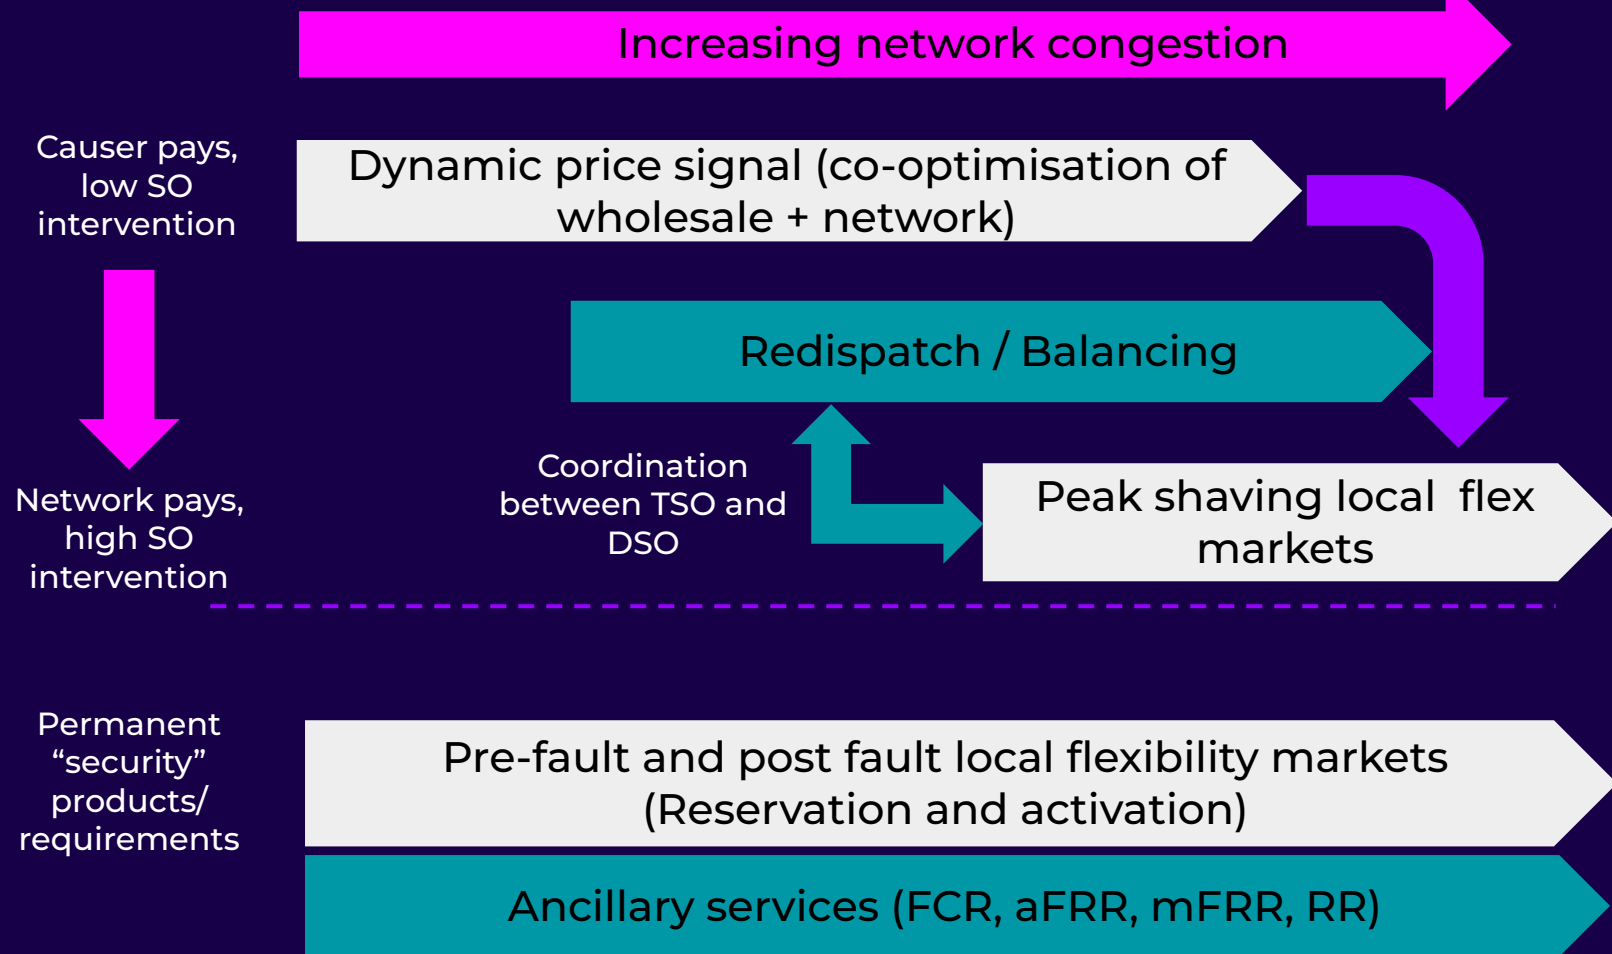 Increasing network congestion
Causer pays,
low SO
intervention
Dynamic price signal (co-optimisation of
wholesale + network)
Redispatch / Balancing
Coordination
between TSO and
DSO
Network pays,
high SO
intervention
Peak shaving local flex
markets
Permanent
“security”
products/
requirements
Pre-fault and post fault local flexibility markets
(Reservation and activation)
Ancillary services (FCR, aFRR, mFRR, RR)